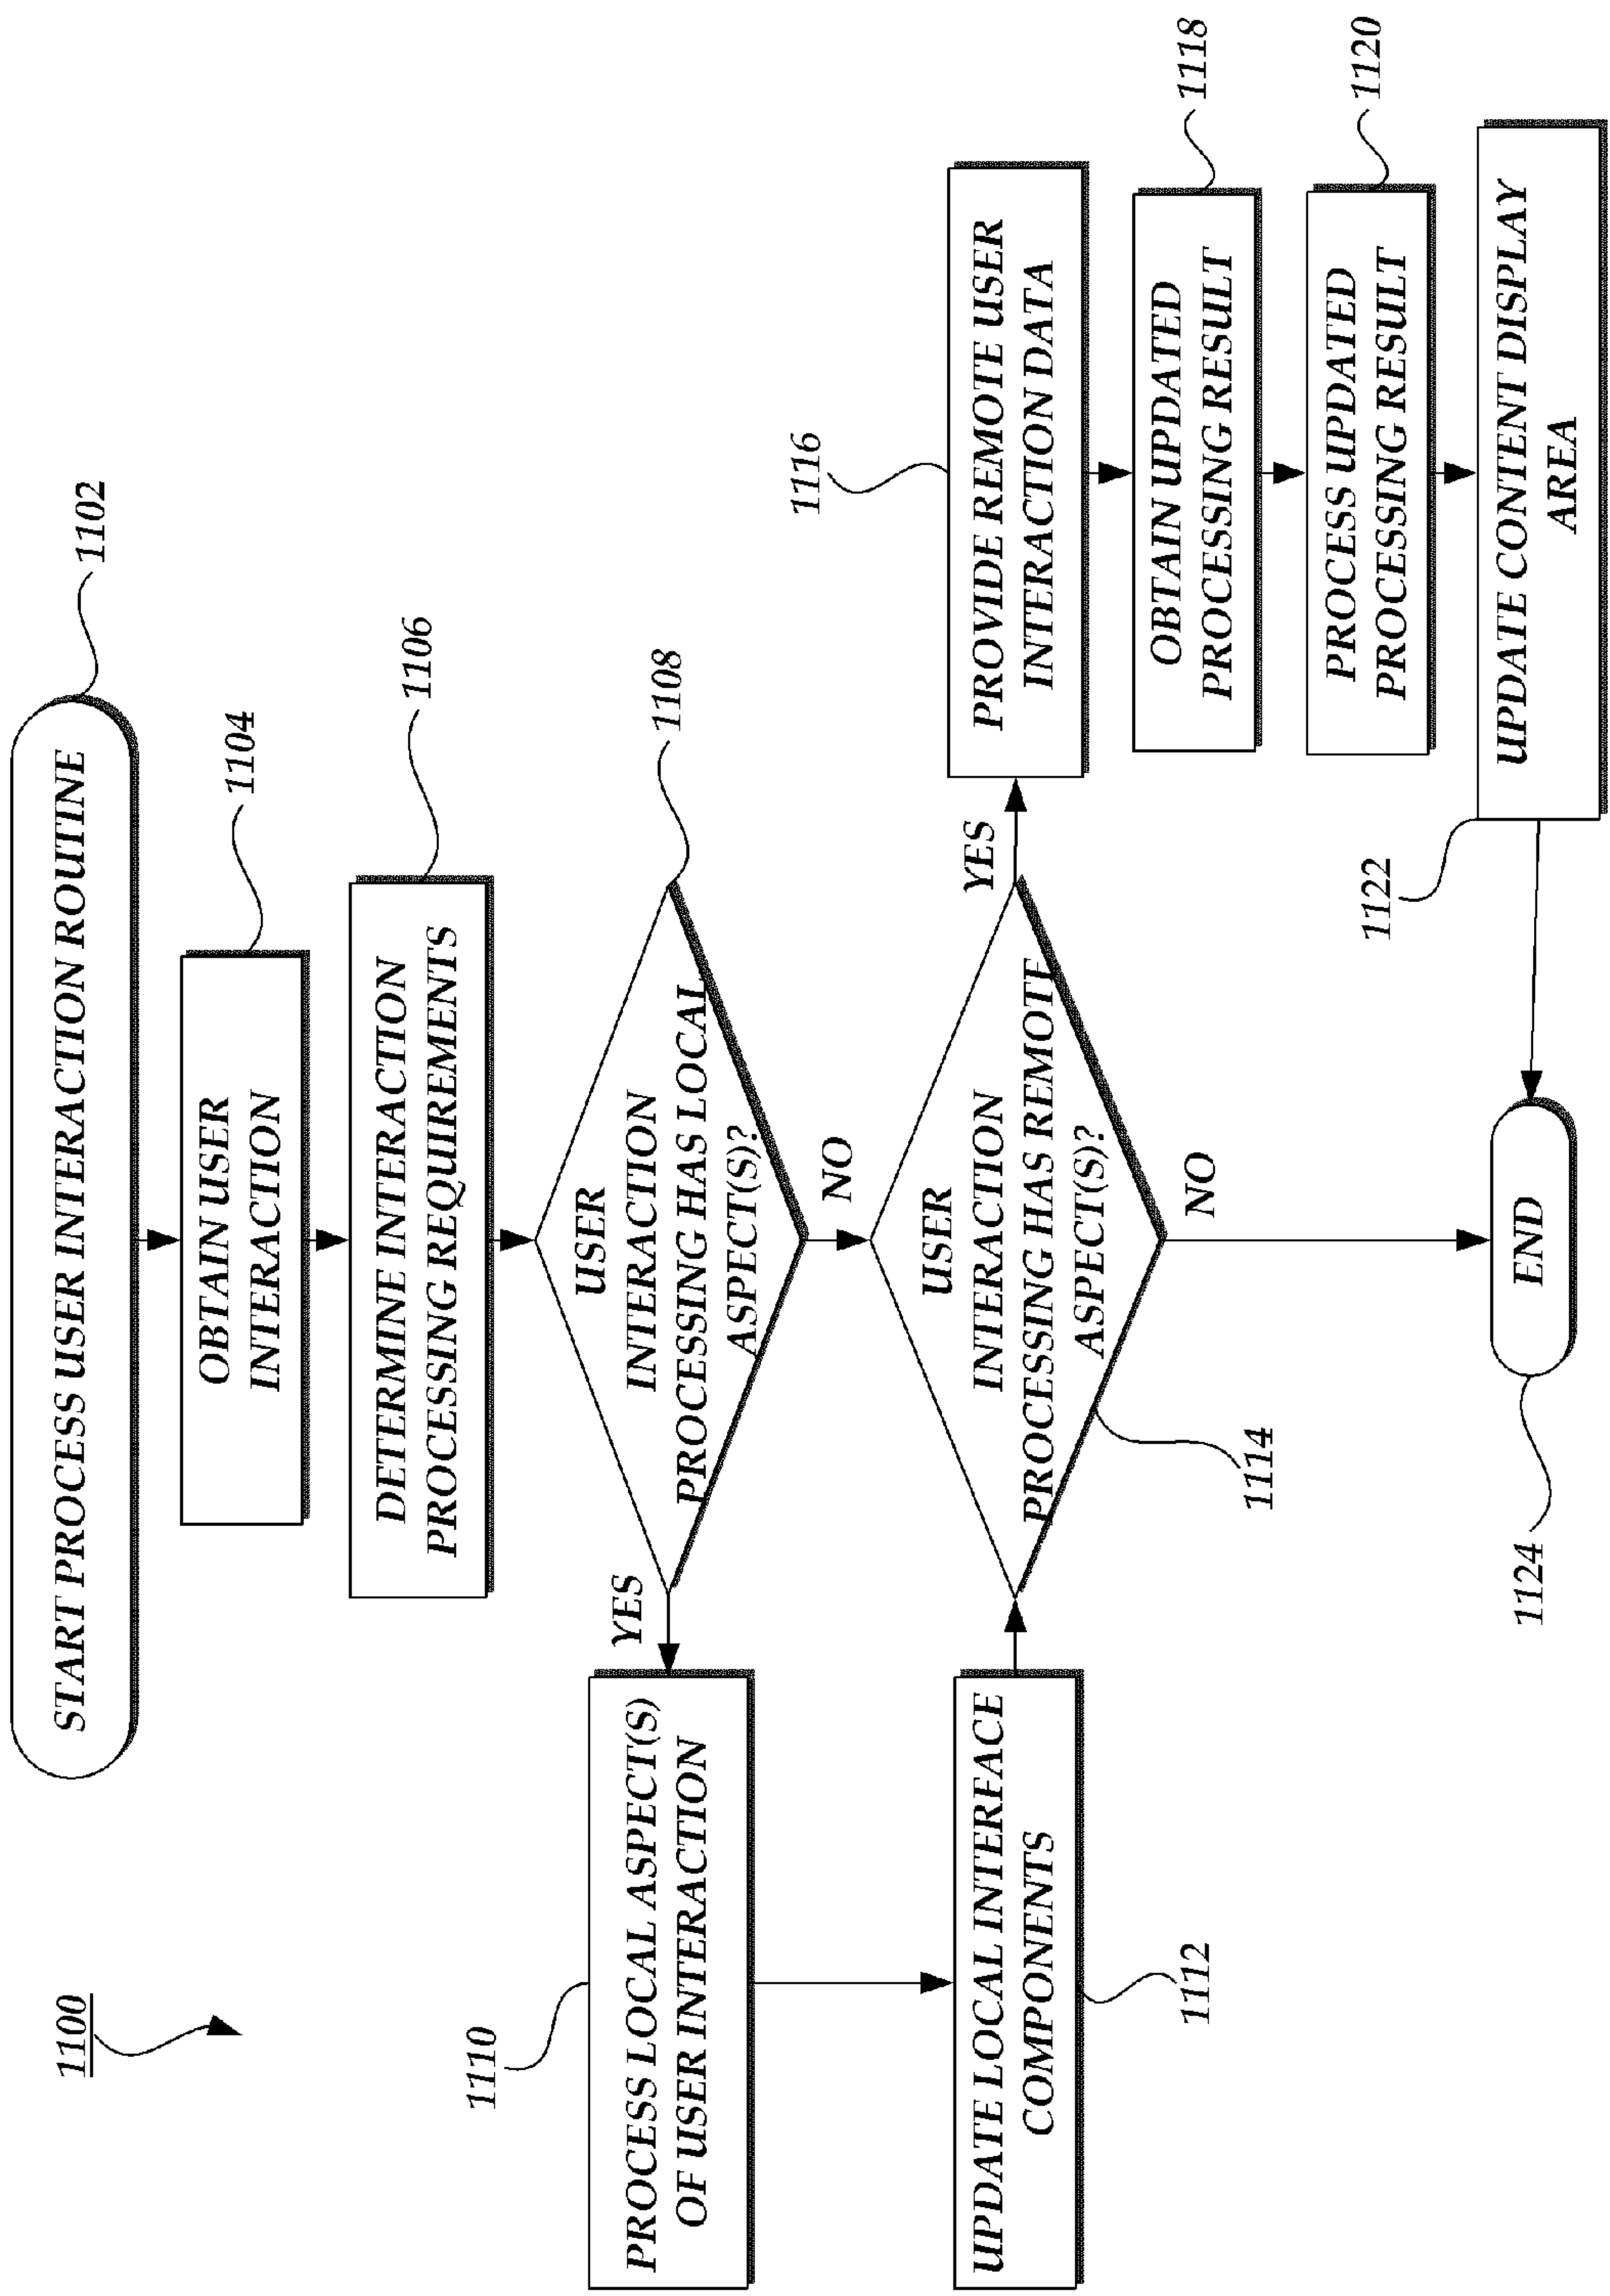 1100
START PROCESS USER INTERACTION ROUTINE
1102
OBTAIN USER
INTERACTION
1104
DETERMINE INTERACTION
PROCESSING REQUIREMENTS
1106
USER
INTERACTION
PROCESSING HAS LOCAL
ASPECT(S)?
1108
YES
NO
1110
PROCESS LOCAL ASPECT(S)
OF USER INTERACTION
UPDATE LOCAL INTERFACE
COMPONENTS
1112
USER
INTERACTION
PROCESSING HAS REMOTE
ASPECT(S)?
1114
YES
NO
1116
PROVIDE REMOTE USER
INTERACTION DATA
OBTAIN UPDATED
PROCESSING RESULT
1118
PROCESS UPDATED
PROCESSING RESULT
1120
UPDATE CONTENT DISPLAY
AREA
1122
END
1124